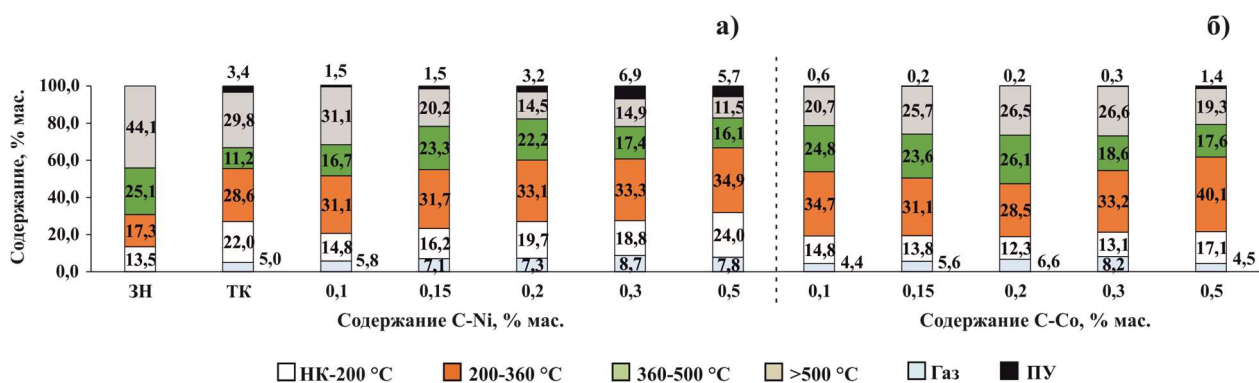 а) б)
3,4 1,5 1,5 3,2 6,9 5,7 0,6 0,2 0,2 0,3 1,4
Содержание, % мас.
100,0
80,0
60,0
40,0
20,0
0,0
44,1 29,8 31,1 20,2 14,5 14,9 11,5 20,7 25,7 26,5 26,6 19,3
25,1 11,2 16,7 23,3 22,2 17,4 16,1 24,8 23,6 26,1 18,6 17,6
17,3 28,6 31,1 31,7 33,1 33,3 34,9 34,7 31,1 28,5 33,2 40,1
13,5 22,0 14,8 16,2 19,7 18,8 24,0 14,8 13,8 12,3 13,1 17,1
5,0 5,8 7,1 7,3 8,7 7,8 4,4 5,6 6,6 8,2 4,5
ЗН ТК 0,1 0,15 0,2 0,3 0,5 0,1 0,15 0,2 0,3 0,5
Содержание C-Ni, % мас. Содержание C-Co, % мас.
НК-200 °C 200-360 °C 360-500 °C >500 °C Газ ПУ